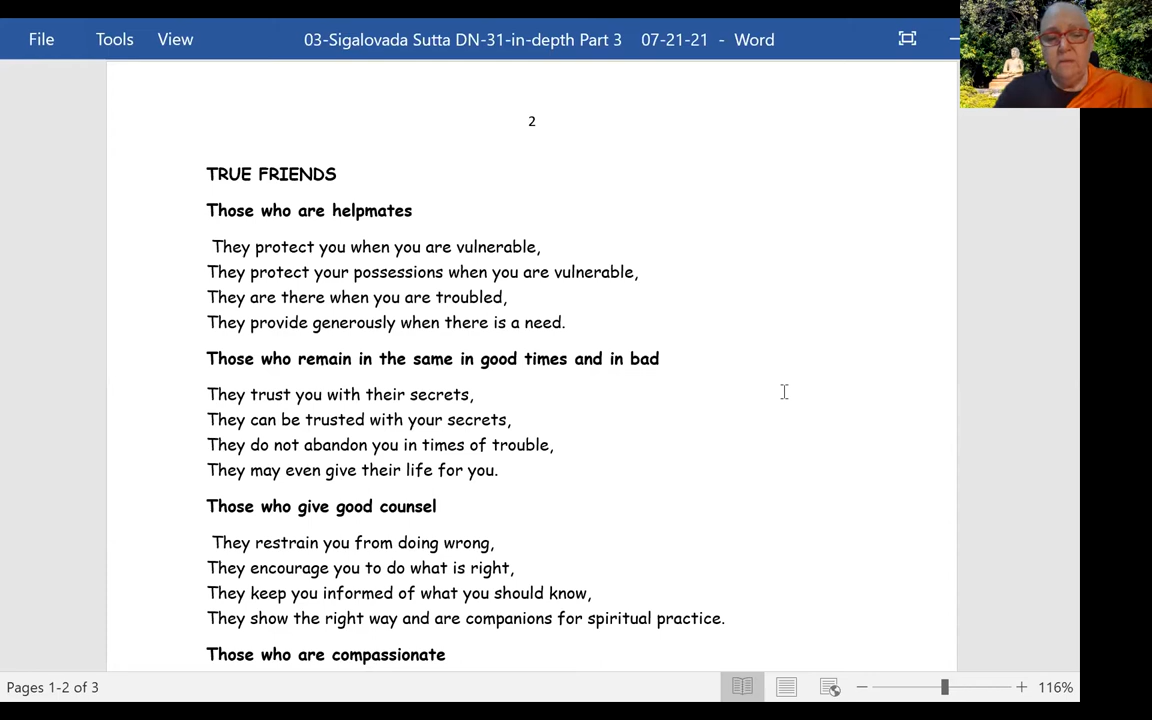 File Tools View 03-Sigalovada Sutta DN-31-in-depth Part 3 07-21-21 - Word
2
TRUE FRIENDS
Those who are helpmates
They protect you when you are vulnerable,
They protect your possessions when you are vulnerable,
They are there when you are troubled,
They provide generously when there is a need.
Those who remain in the same in good times and in bad
They trust you with their secrets,
They can be trusted with your secrets,
They do not abandon you in times of trouble,
They may even give their life for you.
Those who give good counsel
They restrain you from doing wrong,
They encourage you to do what is right,
They keep you informed of what you should know,
They show the right way and are companions for spiritual practice.
Those who are compassionate
Pages 1-2 of 3 116%